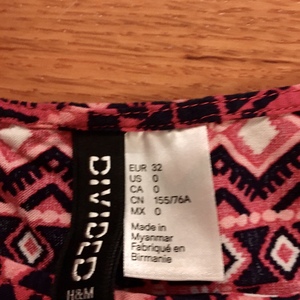 DIVIDED
H&M
EUR 32
US 0
CA 0
CN 155/76A
MX 0
Made in
Myanmar
Fabriqué en
Birmanie